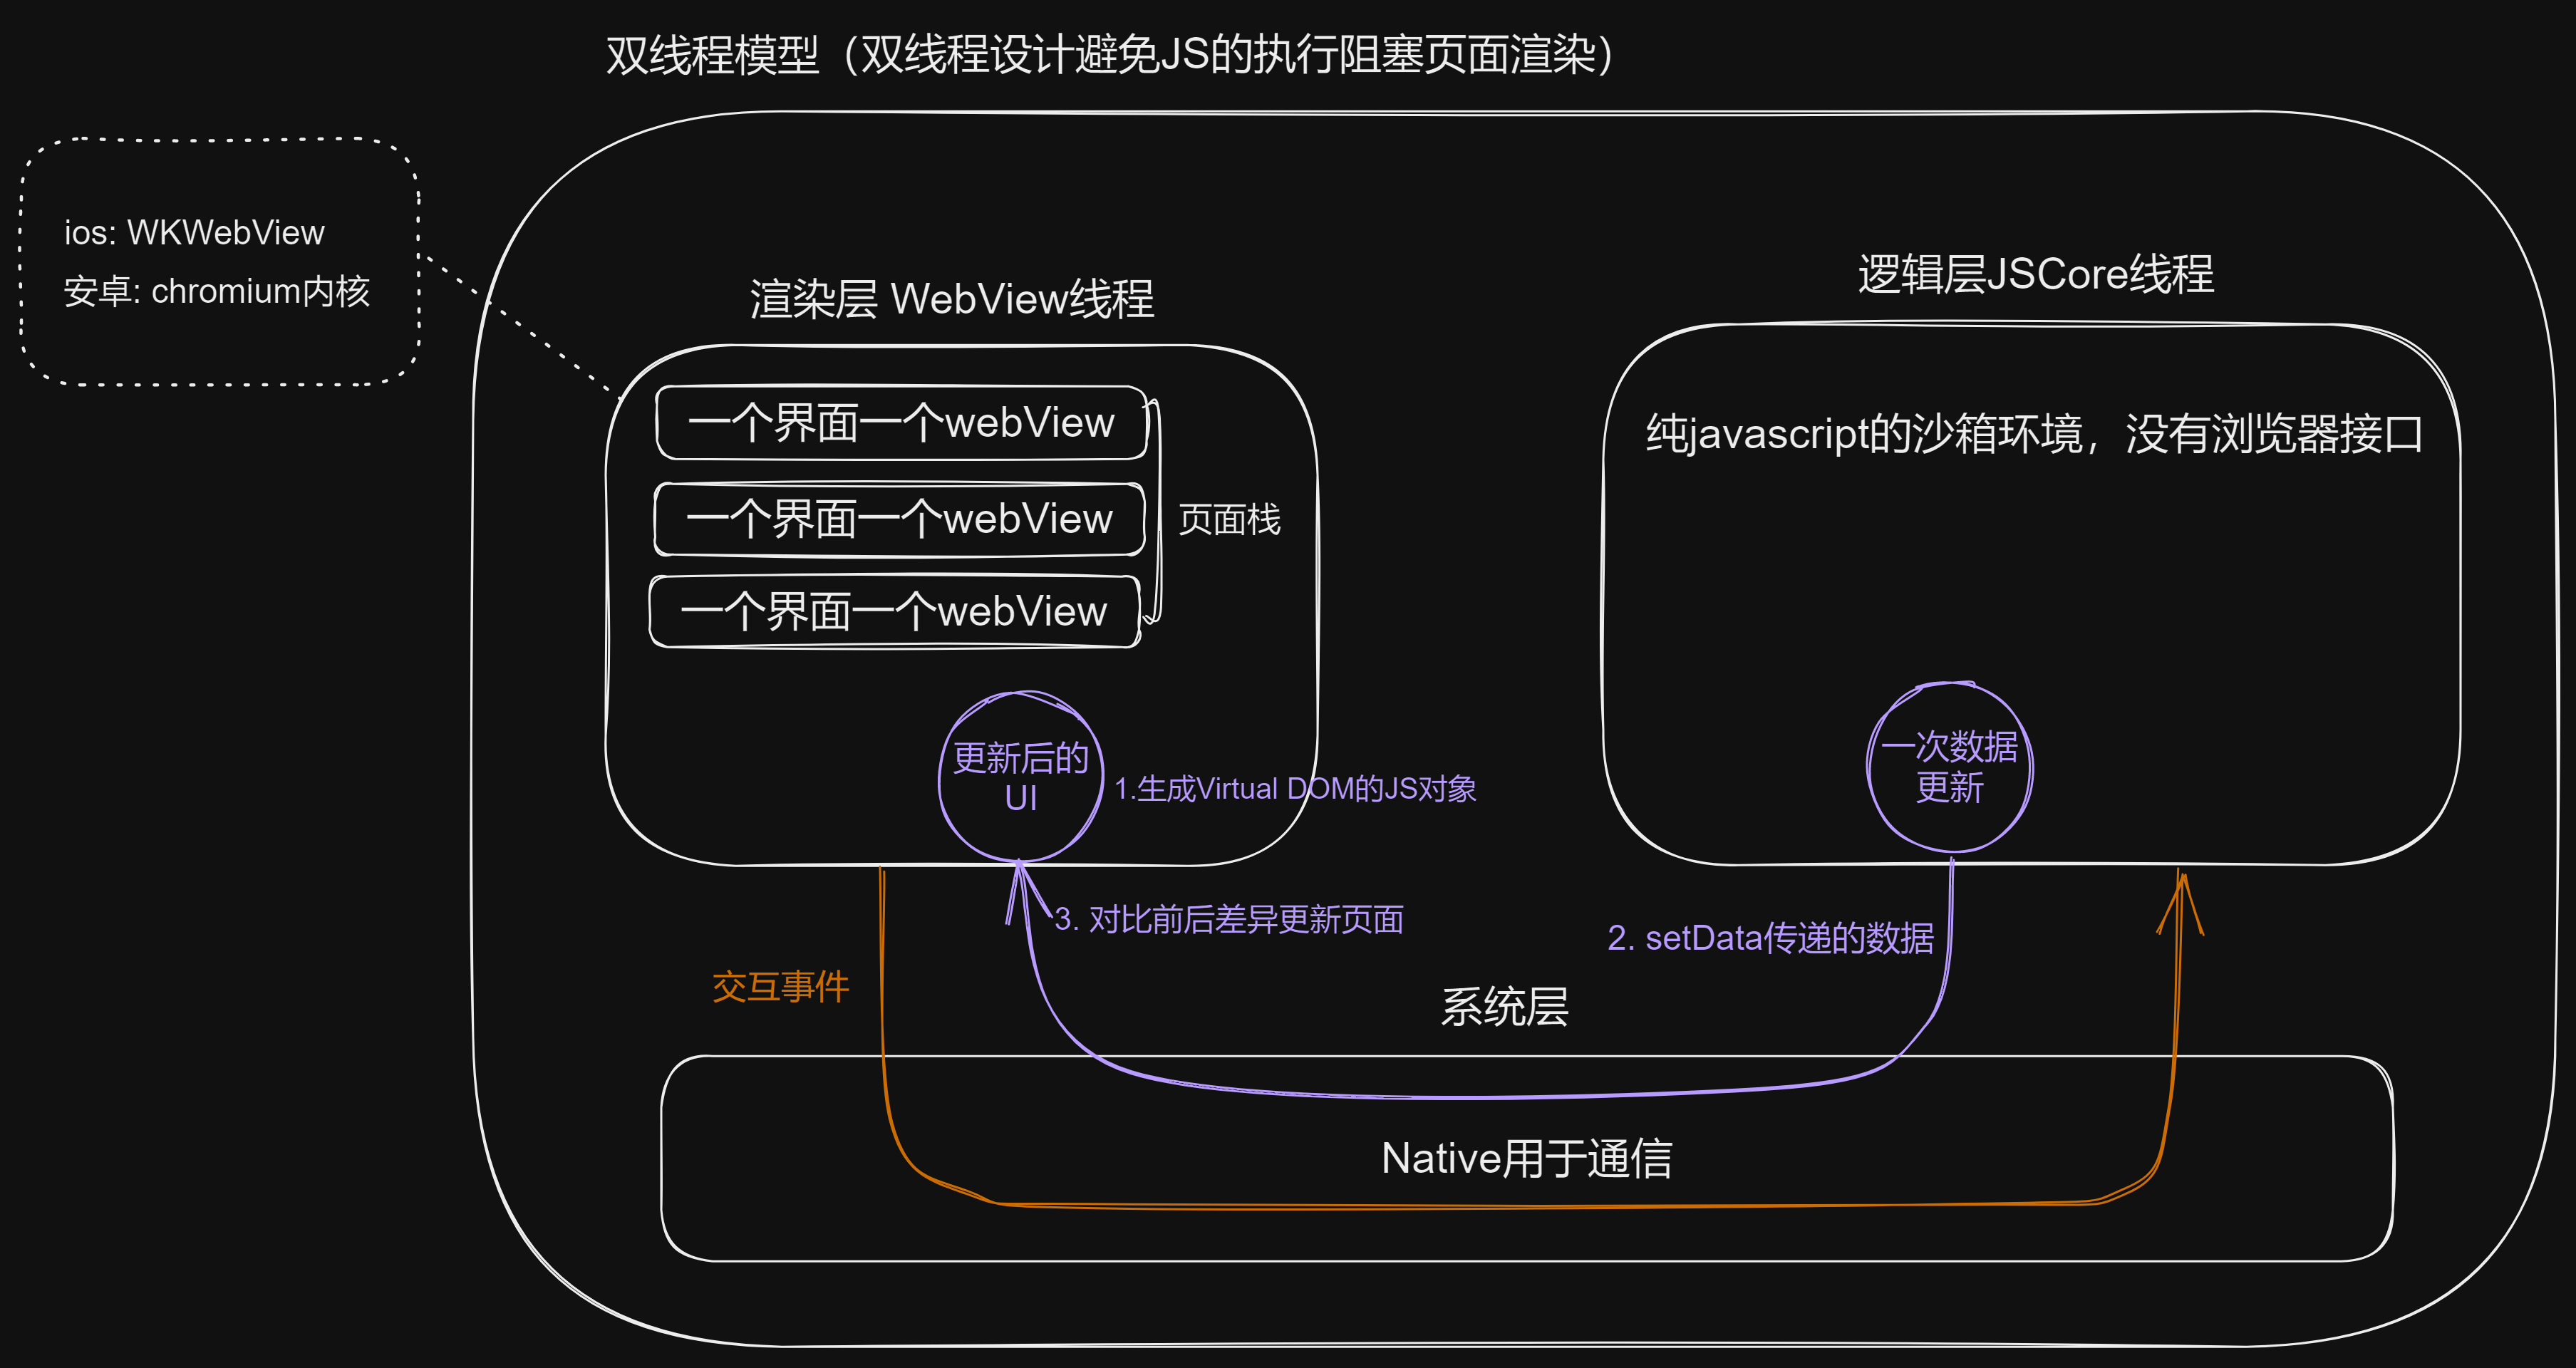 双线程模型（双线程设计避免JS的执行阻塞页面渲染）
ios: WKWebView
安卓: chromium内核
渲染层 WebView线程
一个界面一个webView
一个界面一个webView
一个界面一个webView
页面栈
更新后的
UI
1.生成Virtual DOM的JS对象
逻辑层JSCore线程
纯javascript的沙箱环境，没有浏览器接口
一次数据
更新
3. 对比前后差异更新页面
2. setData传递的数据
交互事件
系统层
Native用于通信